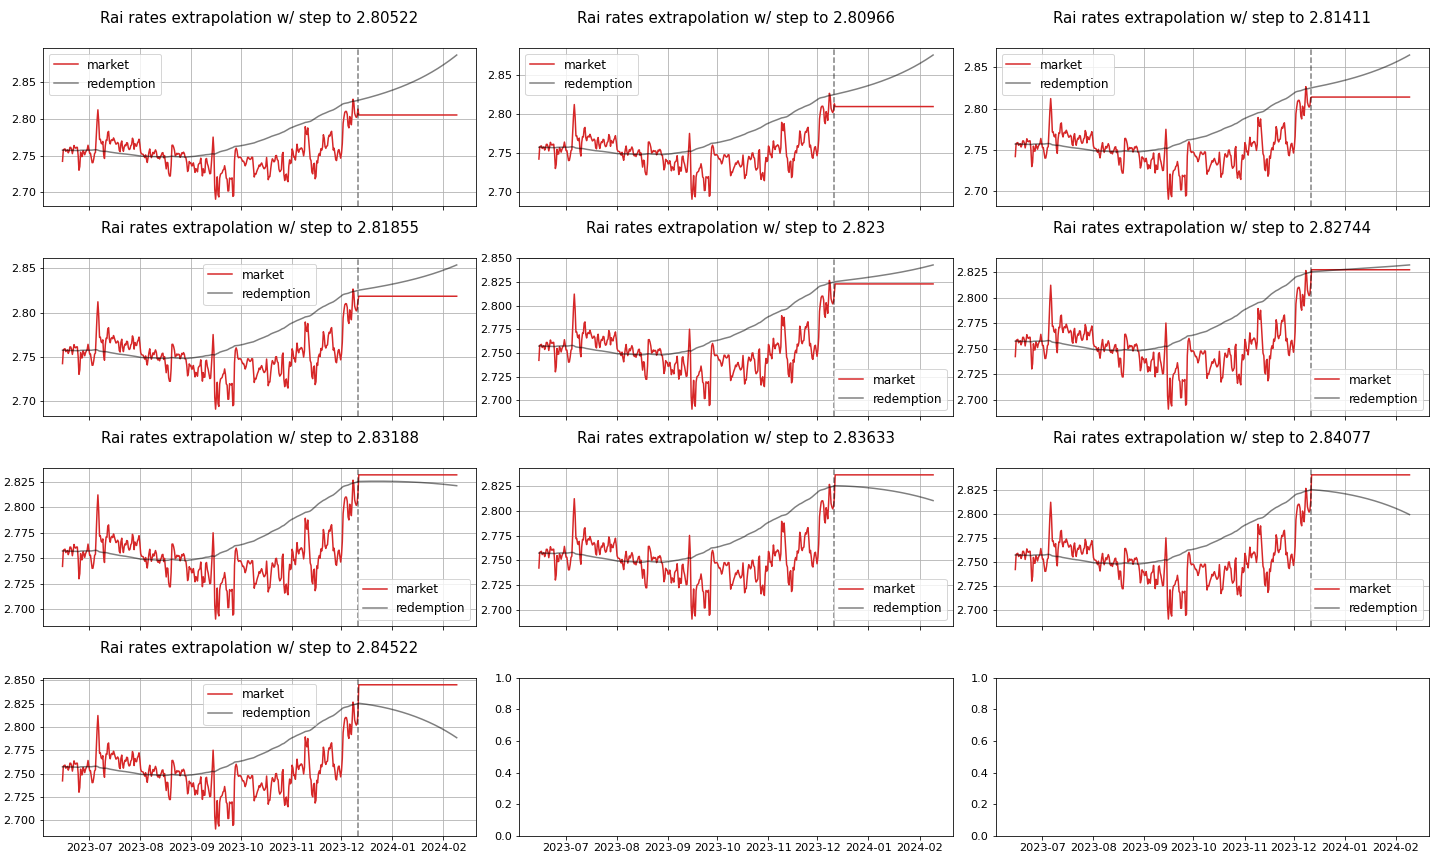 Rai rates extrapolation w/ step to 2.80522
Rai rates extrapolation w/ step to 2.80966
Rai rates extrapolation w/ step to 2.81411
market
redemption
2.85
2.80
2.75
2.70
market
redemption
2.85
2.80
2.75
2.70
market
redemption
2.85
2.80
2.75
2.70
Rai rates extrapolation w/ step to 2.81855
Rai rates extrapolation w/ step to 2.823
Rai rates extrapolation w/ step to 2.82744
market
redemption
2.85
2.80
2.75
2.70
market
redemption
2.850
2.825
2.800
2.775
2.750
2.725
2.700
market
redemption
2.825
2.800
2.775
2.750
2.725
2.700
Rai rates extrapolation w/ step to 2.83188
Rai rates extrapolation w/ step to 2.83633
Rai rates extrapolation w/ step to 2.84077
market
redemption
2.825
2.800
2.775
2.750
2.725
2.700
market
redemption
2.825
2.800
2.775
2.750
2.725
2.700
market
redemption
2.825
2.800
2.775
2.750
2.725
2.700
Rai rates extrapolation w/ step to 2.84522
market
redemption
2.850
2.825
2.800
2.775
2.750
2.725
2.700
2023-07 2023-08 2023-09 2023-10 2023-11 2023-12 2024-01 2024-02
1.0
0.8
0.6
0.4
0.2
0.0
2023-07 2023-08 2023-09 2023-10 2023-11 2023-12 2024-01 2024-02
1.0
0.8
0.6
0.4
0.2
0.0
2023-07 2023-08 2023-09 2023-10 2023-11 2023-12 2024-01 2024-02